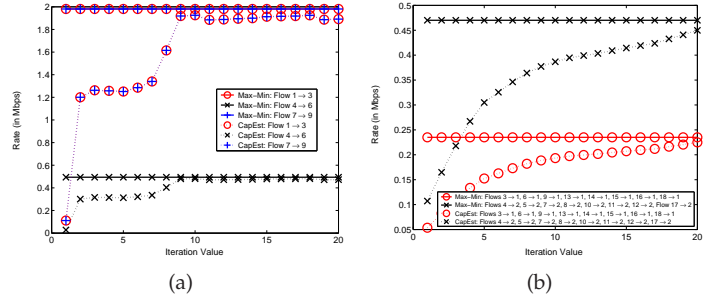 2
1.8
1.6
1.4
1.2
1
0.8
0.6
0.4
0.2
0
0
5
10
15
20
Rate (in Mbps)
Iteration Value
Max−Min: Flow 1 → 3
Max−Min: Flow 4 → 6
Max−Min: Flow 7 → 9
CapEst: Flow 1 → 3
CapEst: Flow 4 → 6
CapEst: Flow 7 → 9
(a)
0.5
0.45
0.4
0.35
0.3
0.25
0.2
0.15
0.1
0.05
0
5
10
15
20
Rate (in Mbps)
Iteration Value
Max−Min: Flows 3 → 1, 6 → 1, 9 → 1, 13 → 1, 14 → 1, 15 → 1, 16 → 1, 18 → 1
Max−Min: Flows 4 → 2, 5 → 2, 7 → 2, 8 → 2, 10 → 2, 11 → 2, 12 → 2, Flow 17 → 2
CapEst: Flows 3 → 1, 6 → 1, 9 → 1, 13 → 1, 14 → 1, 15 → 1, 16 → 1, 18 → 1
CapEst: Flows 4 → 2, 5 → 2, 7 → 2, 8 → 2, 10 → 2, 11 → 2, 12 → 2, 17 → 2
(b)